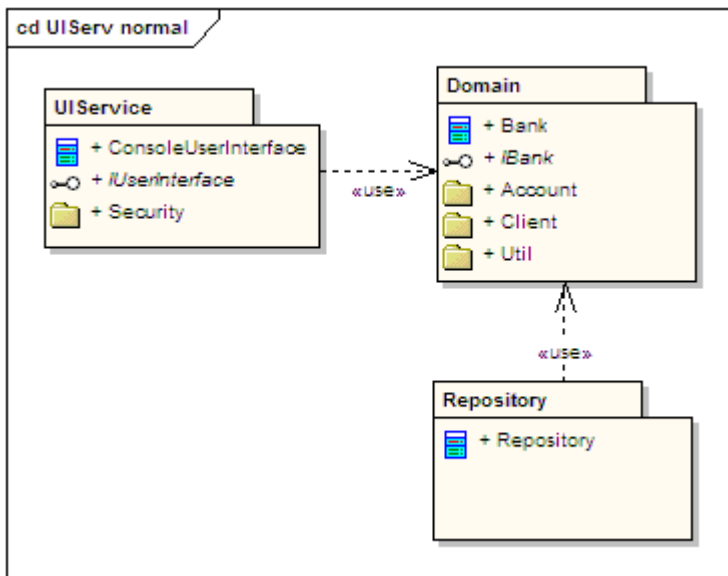 cd UIServ normal
UIService
+ ConsoleUserInterface
+ IUserInterface
+ Security
«use»
Domain
+ Bank
+ IBank
+ Account
+ Client
+ Util
«use»
Repository
+ Repository